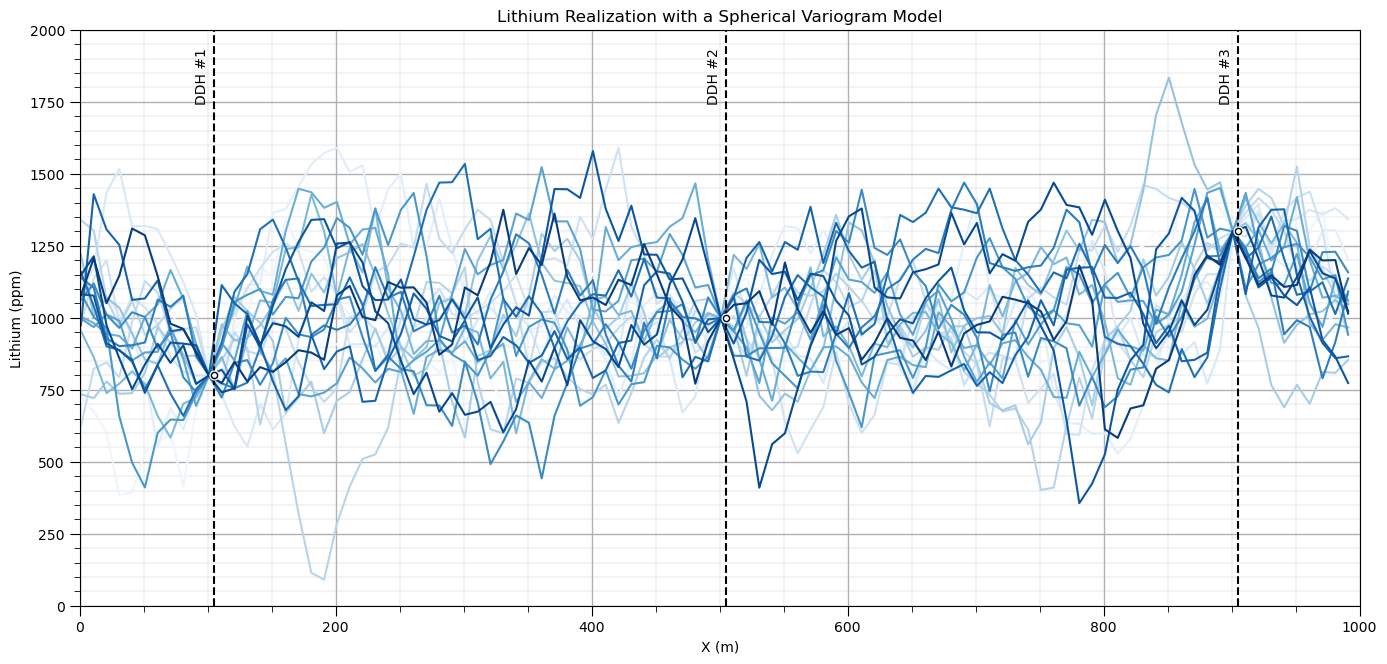 Lithium Realization with a Spherical Variogram Model
2000
1750
1500
1250
1000
750
500
250
0
Lithium (ppm)
DDH #1
DDH #2
DDH #3
0
200
400
600
800
1000
X (m)